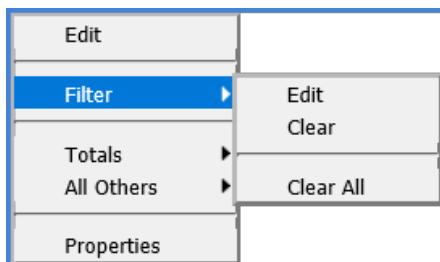 Edit
Filter
Edit
Clear
Totals
All Others
Clear All
Properties